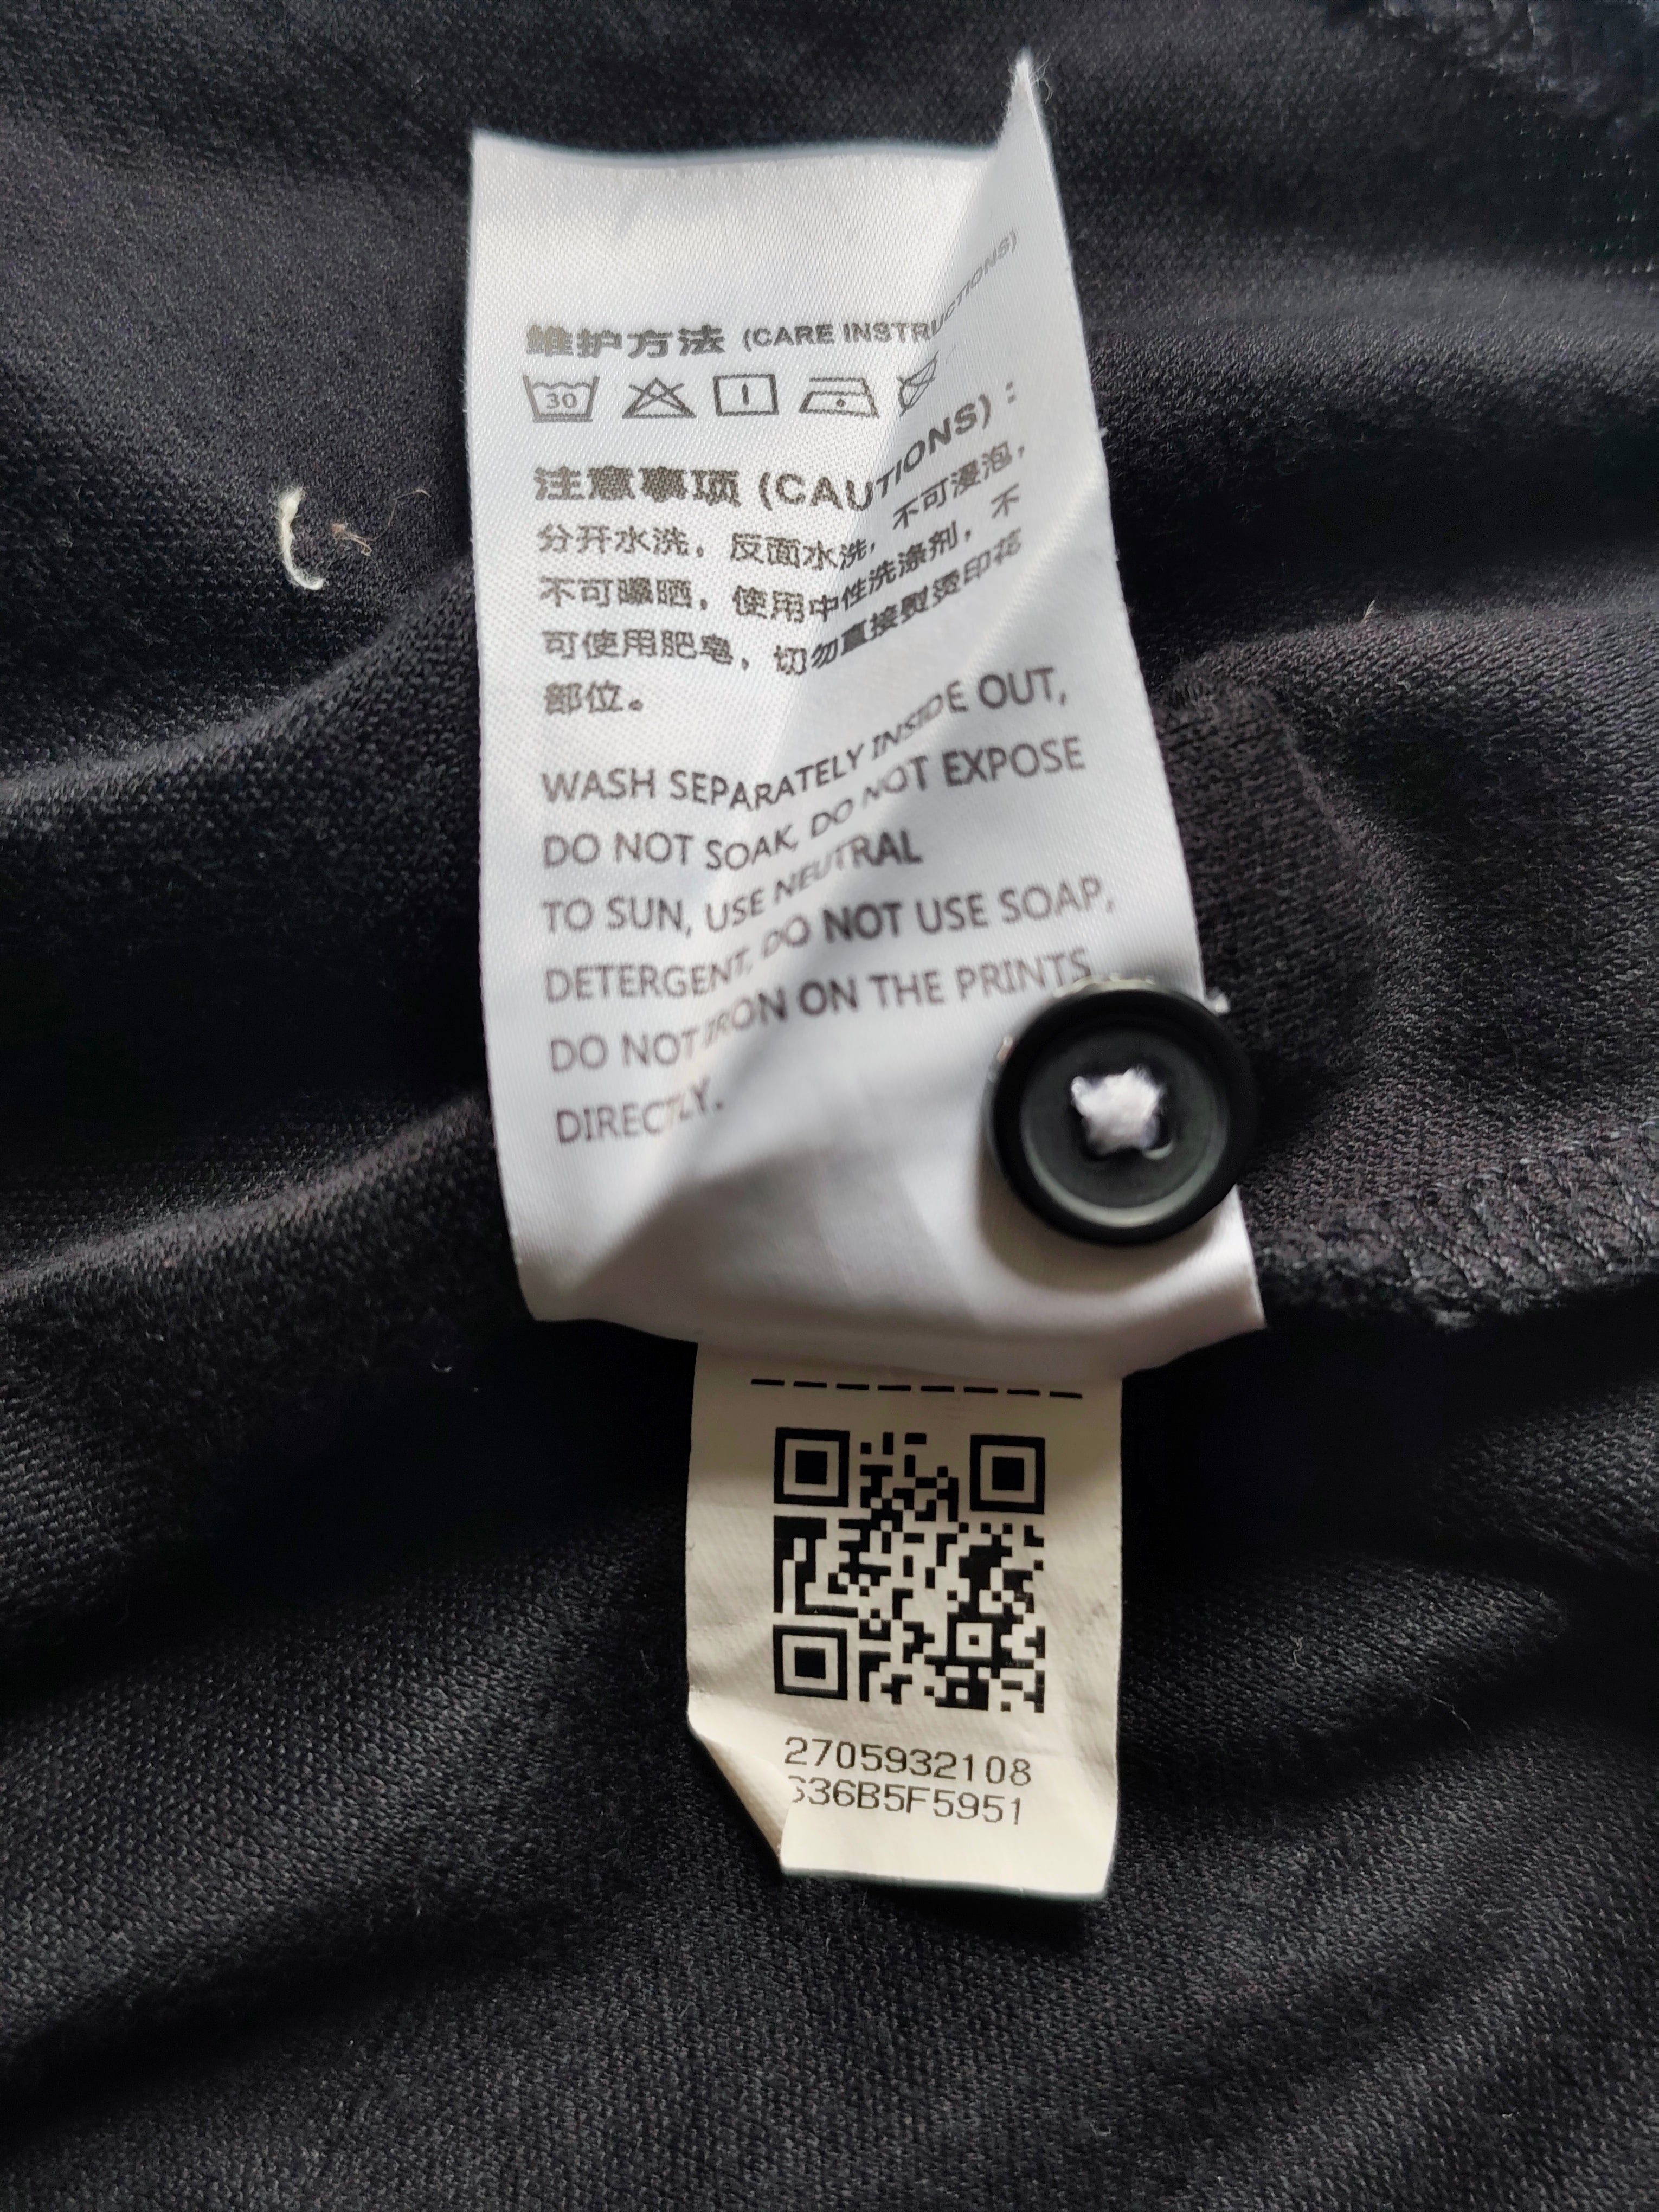 维护方法 (CARE INSTRUCTIONS)
30
注意事项 (CAUTIONS) :
分开水洗，反面水洗，不可浸泡，
不可曝晒，使用中性洗涤剂，不
可使用肥皂，切勿直接熨烫印花
部位。
WASH SEPARATELY INSIDE OUT,
DO NOT SOAK, DO NOT EXPOSE
TO SUN, USE NEUTRAL
DETERGENT, DO NOT USE SOAP,
DO NOT IRON ON THE PRINTS
DIRECTLY.
2705932108
S36B5F5951